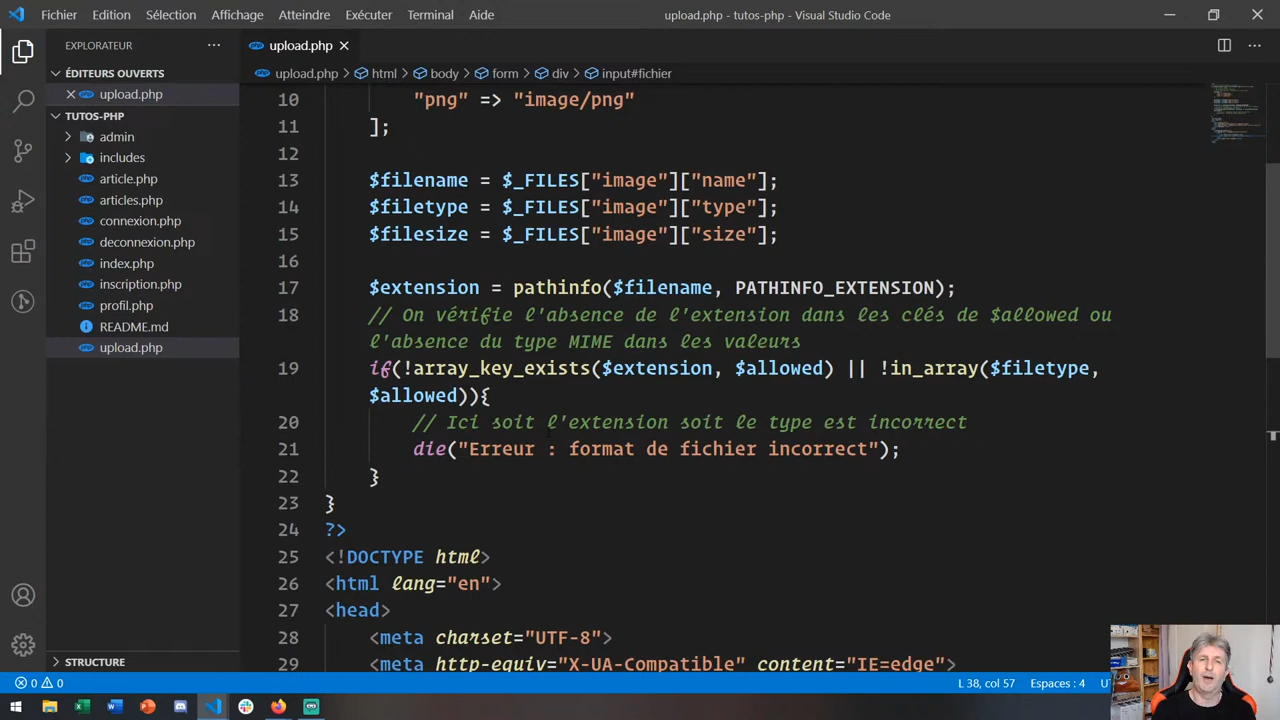 Fichier Edition Sélection Affichage Atteindre Exécuter Terminal Aide
upload.php - tutos-php - Visual Studio Code
EXPLORATEUR
ÉDITEURS OUVERTS
upload.php
TUTOS-PHP
admin
includes
article.php
articles.php
connexion.php
deconnexion.php
index.php
inscription.php
profil.php
README.md
upload.php
STRUCTURE
upload.php
upload.php > html > body > form > div > input#fichier
10 "png" => "image/png"
11 ];
12
13 $filename = $_FILES["image"]["name"];
14 $filetype = $_FILES["image"]["type"];
15 $filesize = $_FILES["image"]["size"];
16
17 $extension = pathinfo($filename, PATHINFO_EXTENSION);
18 // On vérifie l'absence de l'extension dans les clés de $allowed ou
l'absence du type MIME dans les valeurs
19 if(!array_key_exists($extension, $allowed) || !in_array($filetype,
$allowed)){
20 // Ici soit l'extension soit le type est incorrect
21 die("Erreur : format de fichier incorrect");
22 }
23 }
24 ?>
25 <!DOCTYPE html>
26 <html lang="en">
27 <head>
28 <meta charset="UTF-8">
29 <meta http-equiv="X-UA-Compatible" content="IE=edge">
0 0
L 38, col 57 Espaces : 4